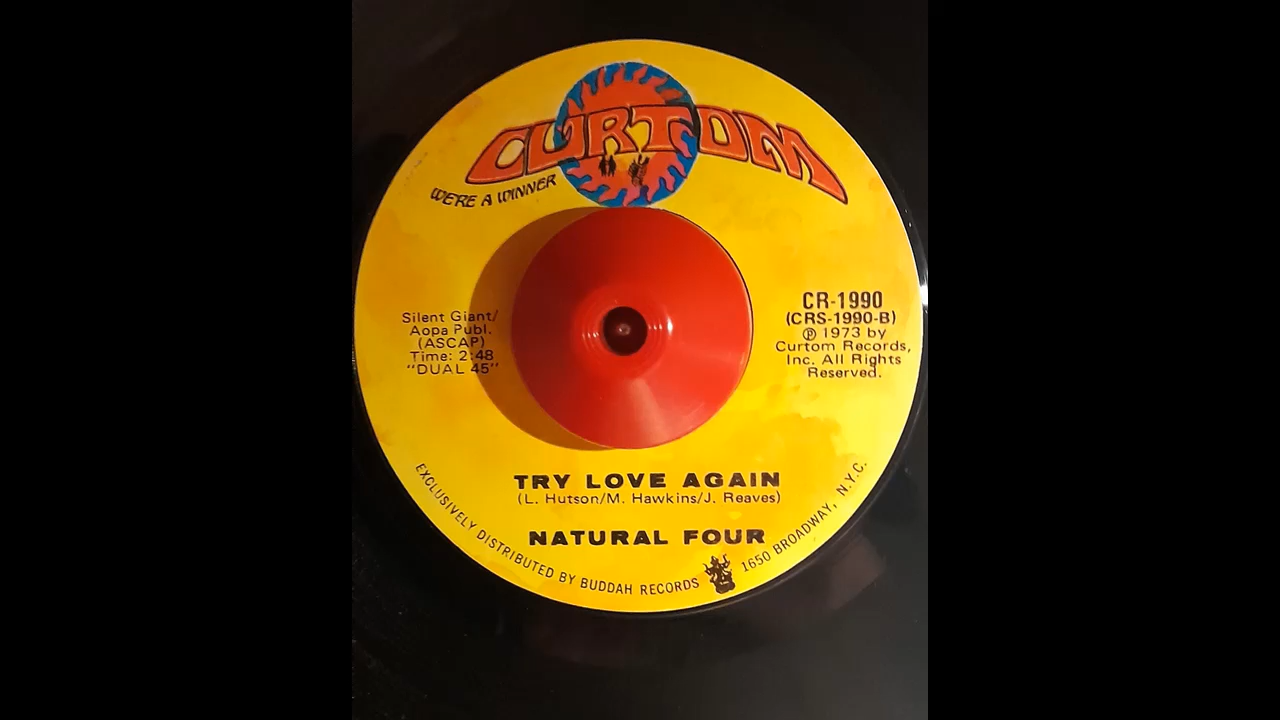 CURTOM
WE'RE A WINNER
Silent Giant/
Aopa Publ.
(ASCAP)
Time: 2:48
"DUAL 45"
CR-1990
(CRS-1990-B)
Ⓟ 1973 by
Curtom Records,
Inc. All Rights
Reserved.
TRY LOVE AGAIN
(L. Hutson/M. Hawkins/J. Reaves)
NATURAL FOUR
EXCLUSIVELY DISTRIBUTED BY BUDDAH RECORDS 1650 BROADWAY, N.Y.C.